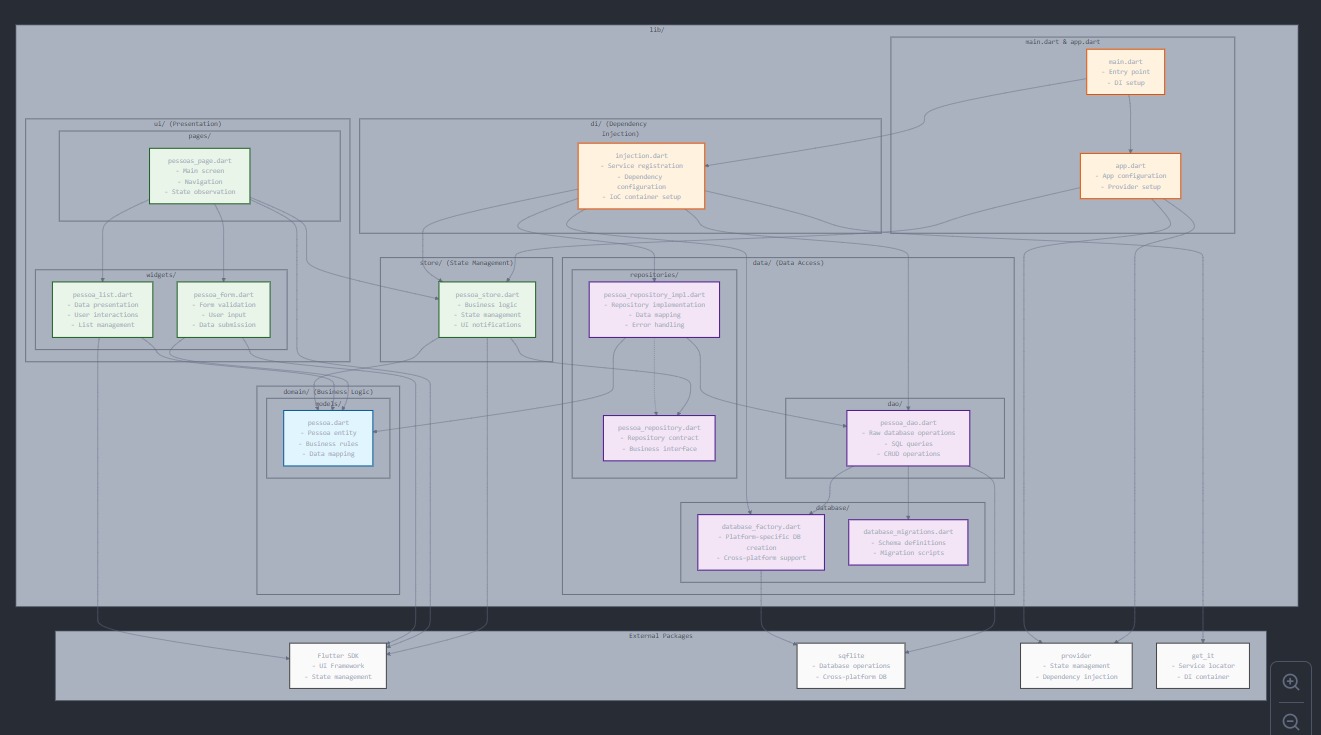 lib/
main.dart & app.dart
main.dart
- Entry point
- DI setup
app.dart
- App configuration
- Provider setup
ui/ (Presentation)
pages/
pessoas_page.dart
- Main screen
- Navigation
- State observation
widgets/
pessoa_list.dart
- Data presentation
- User interactions
- List management
pessoa_form.dart
- Form validation
- User input
- Data submission
di/ (Dependency
Injection)
injection.dart
- Service registration
- Dependency
configuration
- IoC container setup
store/ (State Management)
pessoa_store.dart
- Business logic
- State management
- UI notifications
data/ (Data Access)
repositories/
pessoa_repository_impl.dart
- Repository implementation
- Data mapping
- Error handling
pessoa_repository.dart
- Repository contract
- Business interface
dao/
pessoa_dao.dart
- Raw database operations
- SQL queries
- CRUD operations
database/
database_factory.dart
- Platform-specific DB
creation
- Cross-platform support
database_migrations.dart
- Schema definitions
- Migration scripts
domain/ (Business Logic)
models/
pessoa.dart
- Pessoa entity
- Business rules
- Data mapping
External Packages
Flutter SDK
- UI Framework
- State management
sqflite
- Database operations
- Cross-platform DB
provider
- State management
- Dependency injection
get_it
- Service locator
- DI container